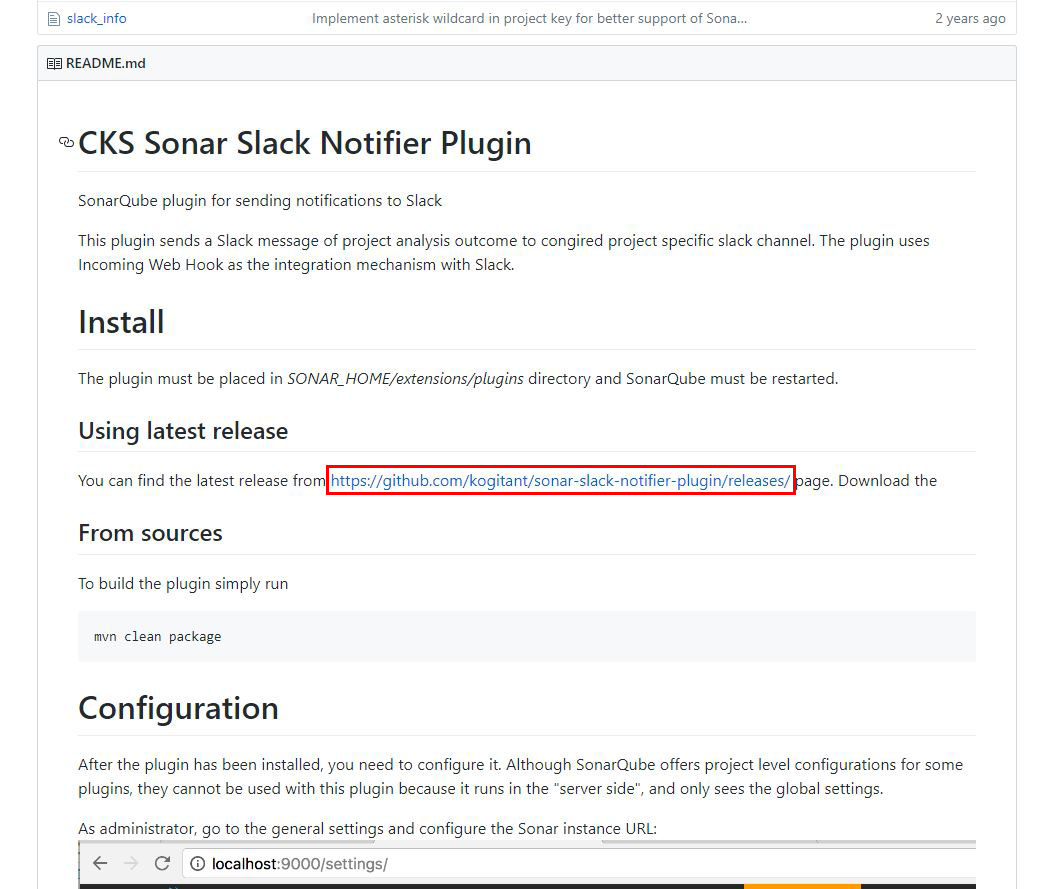 slack_info Implement asterisk wildcard in project key for better support of Sona... 2 years ago
README.md
CKS Sonar Slack Notifier Plugin
SonarQube plugin for sending notifications to Slack
This plugin sends a Slack message of project analysis outcome to congired project specific slack channel. The plugin uses
Incoming Web Hook as the integration mechanism with Slack.
Install
The plugin must be placed in SONAR_HOME/extensions/plugins directory and SonarQube must be restarted.
Using latest release
You can find the latest release from https://github.com/kogitant/sonar-slack-notifier-plugin/releases/ page. Download the
From sources
To build the plugin simply run
mvn clean package
Configuration
After the plugin has been installed, you need to configure it. Although SonarQube offers project level configurations for some
plugins, they cannot be used with this plugin because it runs in the "server side", and only sees the global settings.
As administrator, go to the general settings and configure the Sonar instance URL:
localhost:9000/settings/